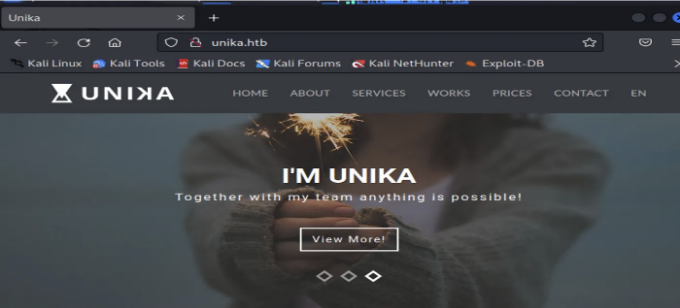 Unika
unika.htb
Kali Linux Kali Tools Kali Docs Kali Forums Kali NetHunter Exploit-DB
UNIKA HOME ABOUT SERVICES WORKS PRICES CONTACT EN
I'M UNIKA
Together with my team anything is possible!
View More!